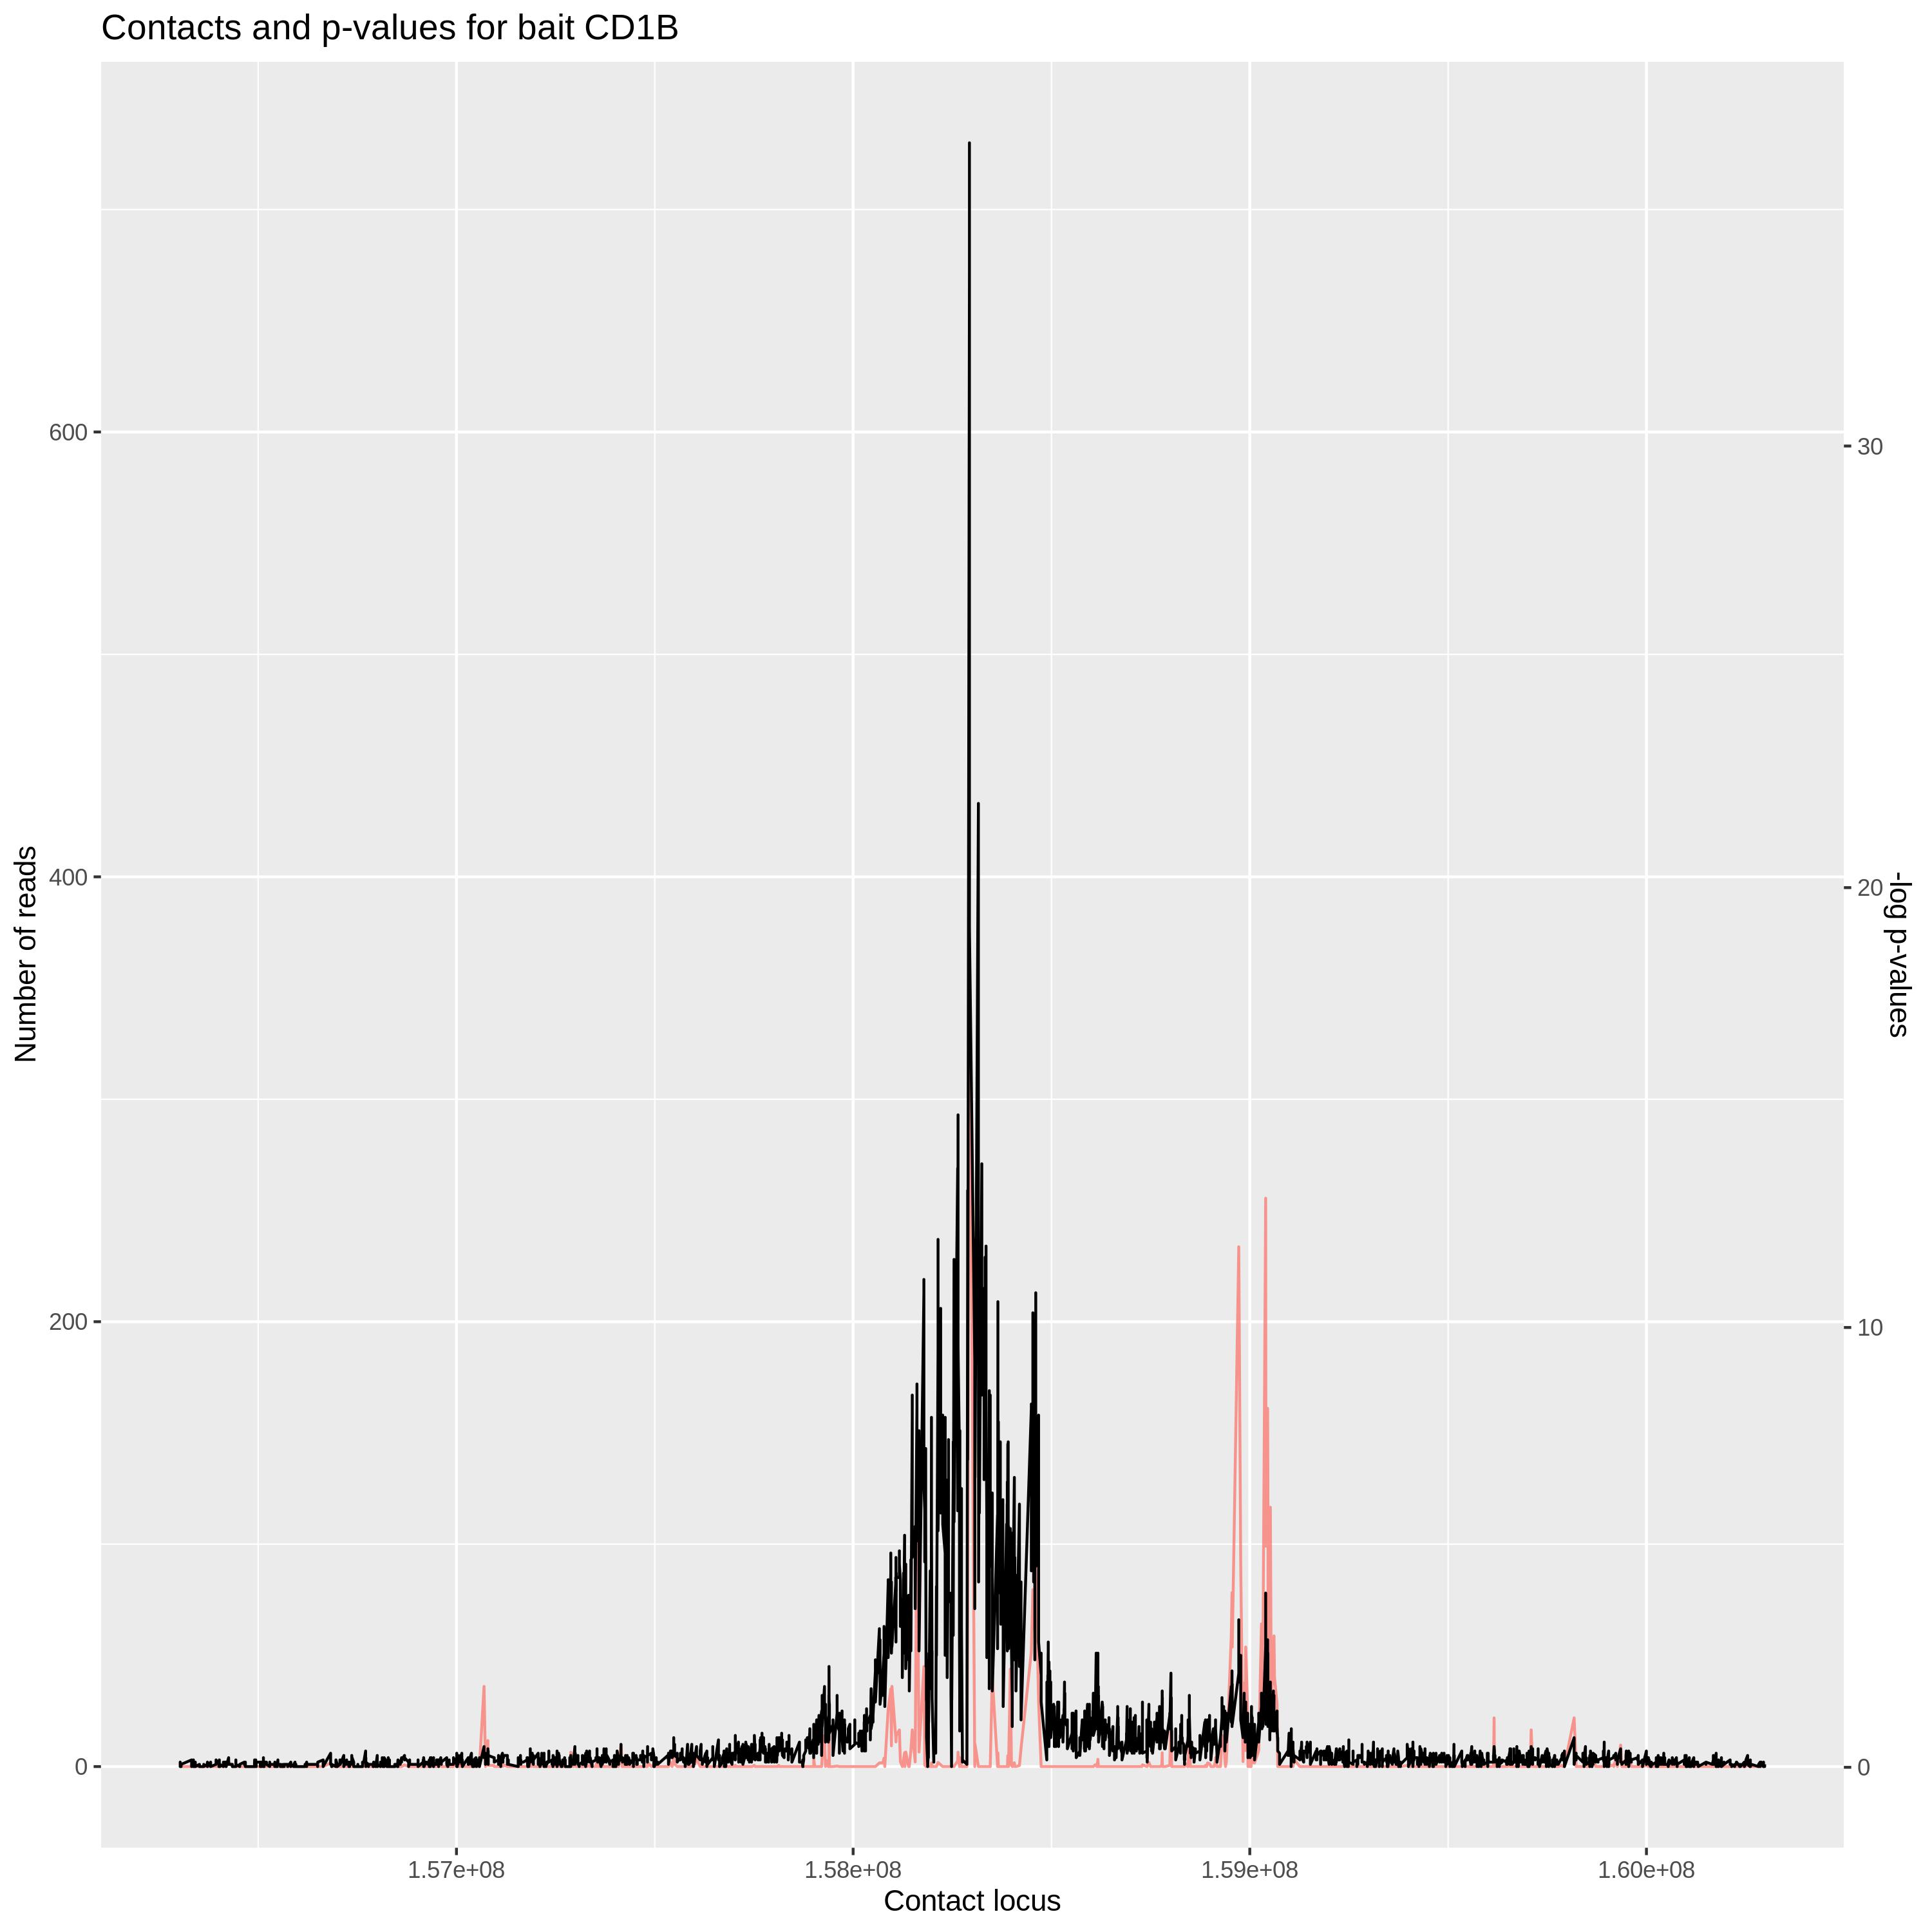 Contacts and p-values for bait CD1B
600
400
200
0
Number of reads
30
20
10
0
-log p-values
1.57e+08
1.58e+08
1.59e+08
1.60e+08
Contact locus